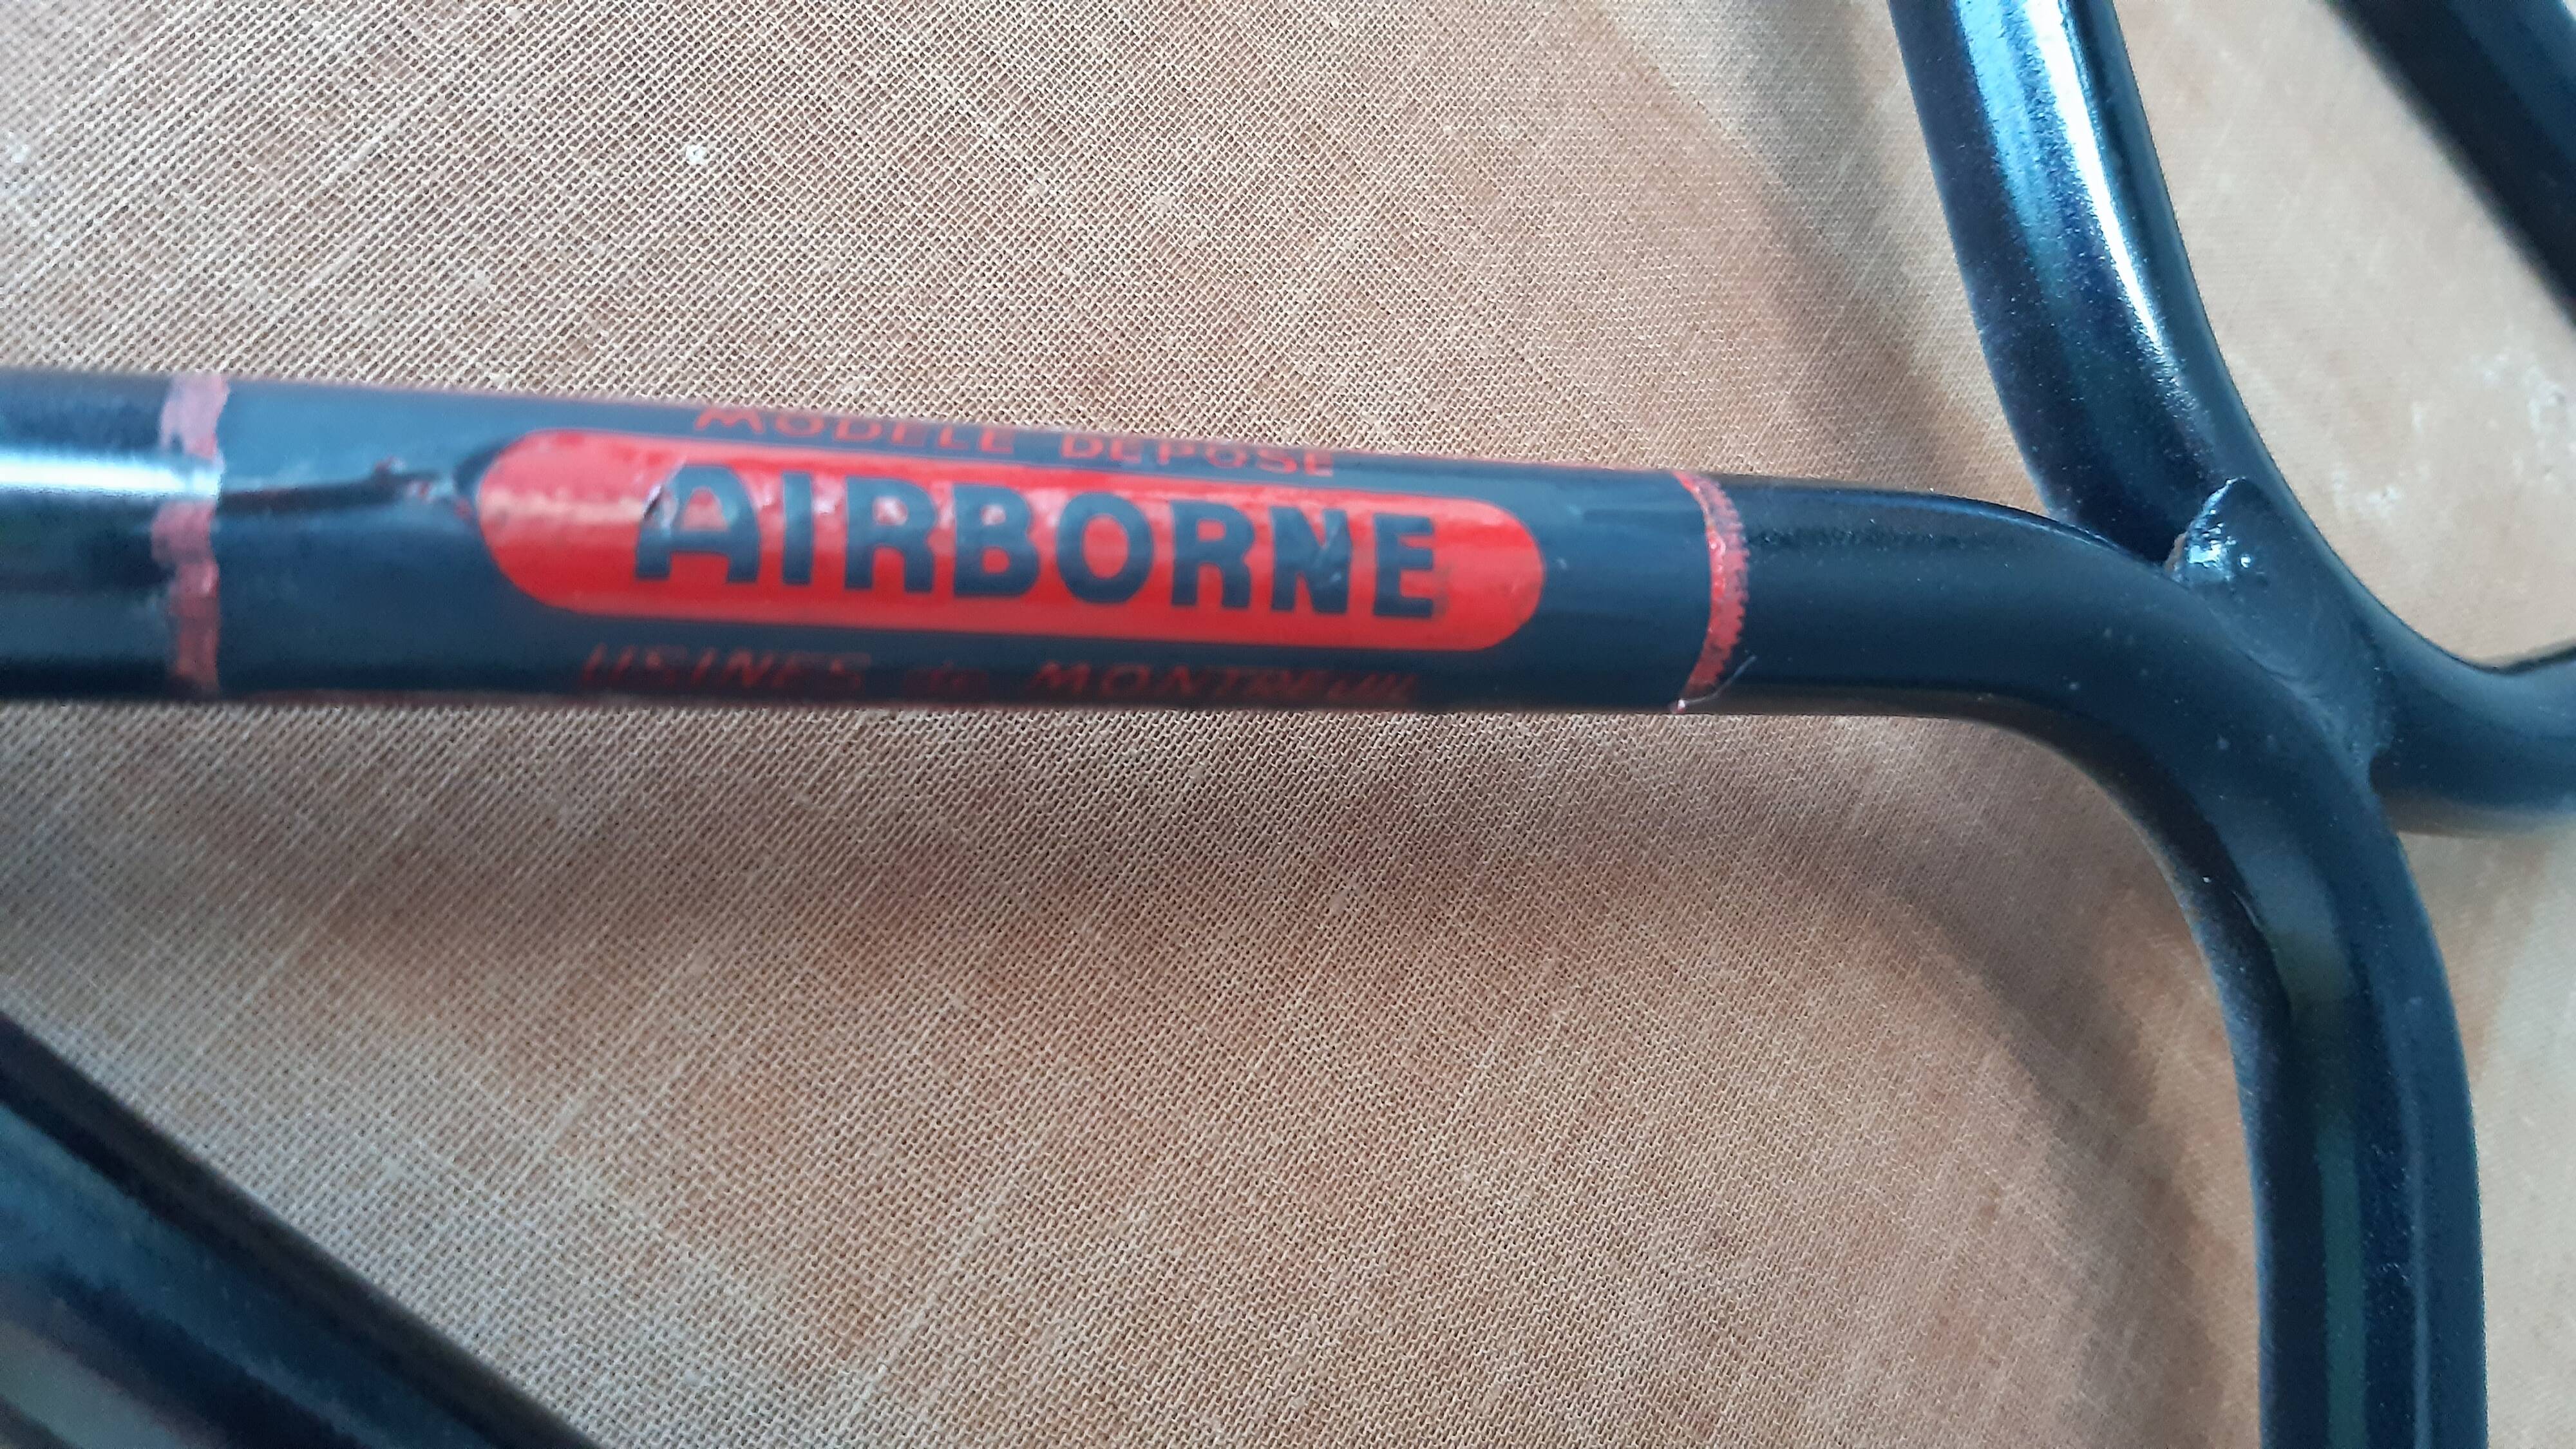 MODELE DEPOSE
AIRBORNE
USINES de MONTREUIL